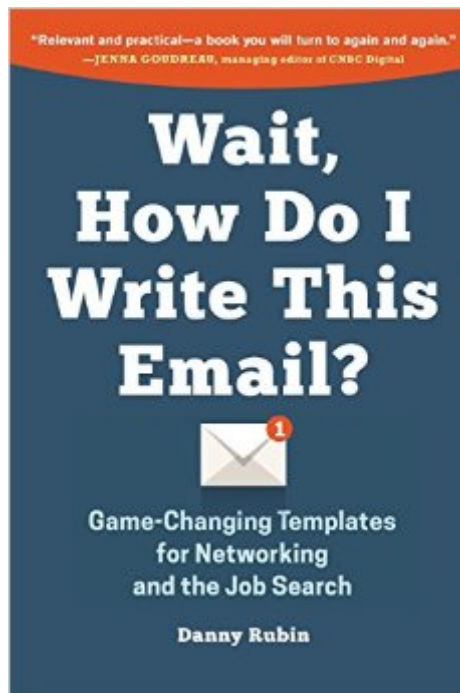 “Relevant and practical—a book you will turn to again and again.”
—JENNA GOUDREAU, managing editor of CNBC Digital
Wait,
How Do I
Write This
Email?
1
Game-Changing Templates
for Networking
and the Job Search
Danny Rubin